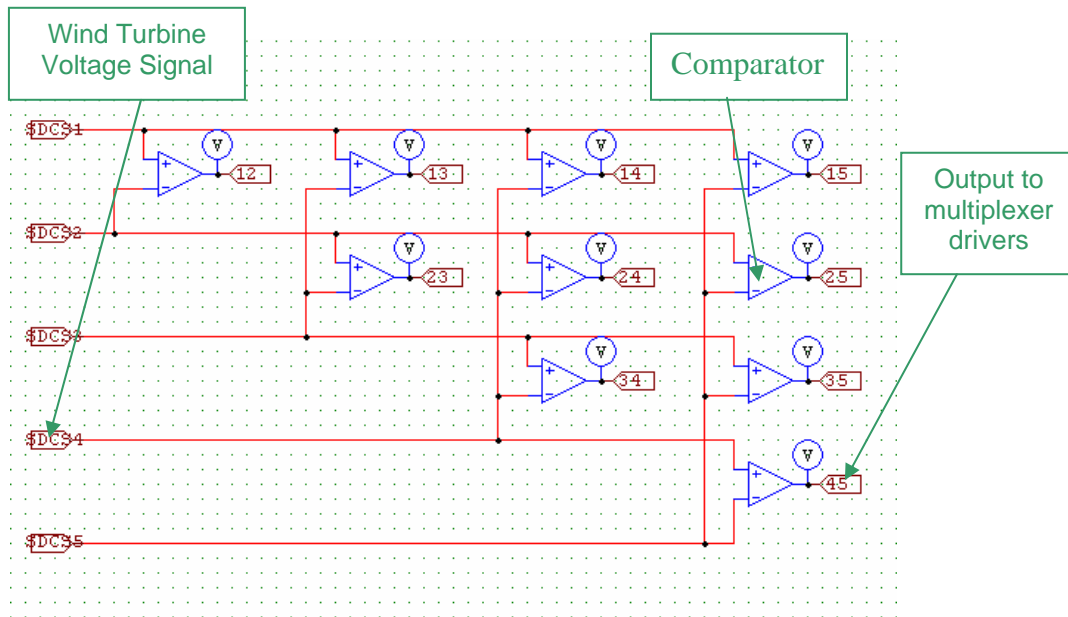 Wind Turbine
Voltage Signal
Comparator
Output to
multiplexer
drivers
$DCS1
V V V V
+ + + +
12 13 14 15
- - - -
$DCS2
V V V
+ + +
23 24 25
- - -
$DCS3
V V
+ +
34 35
- -
$DCS4
V
+
45
-
$DCS5